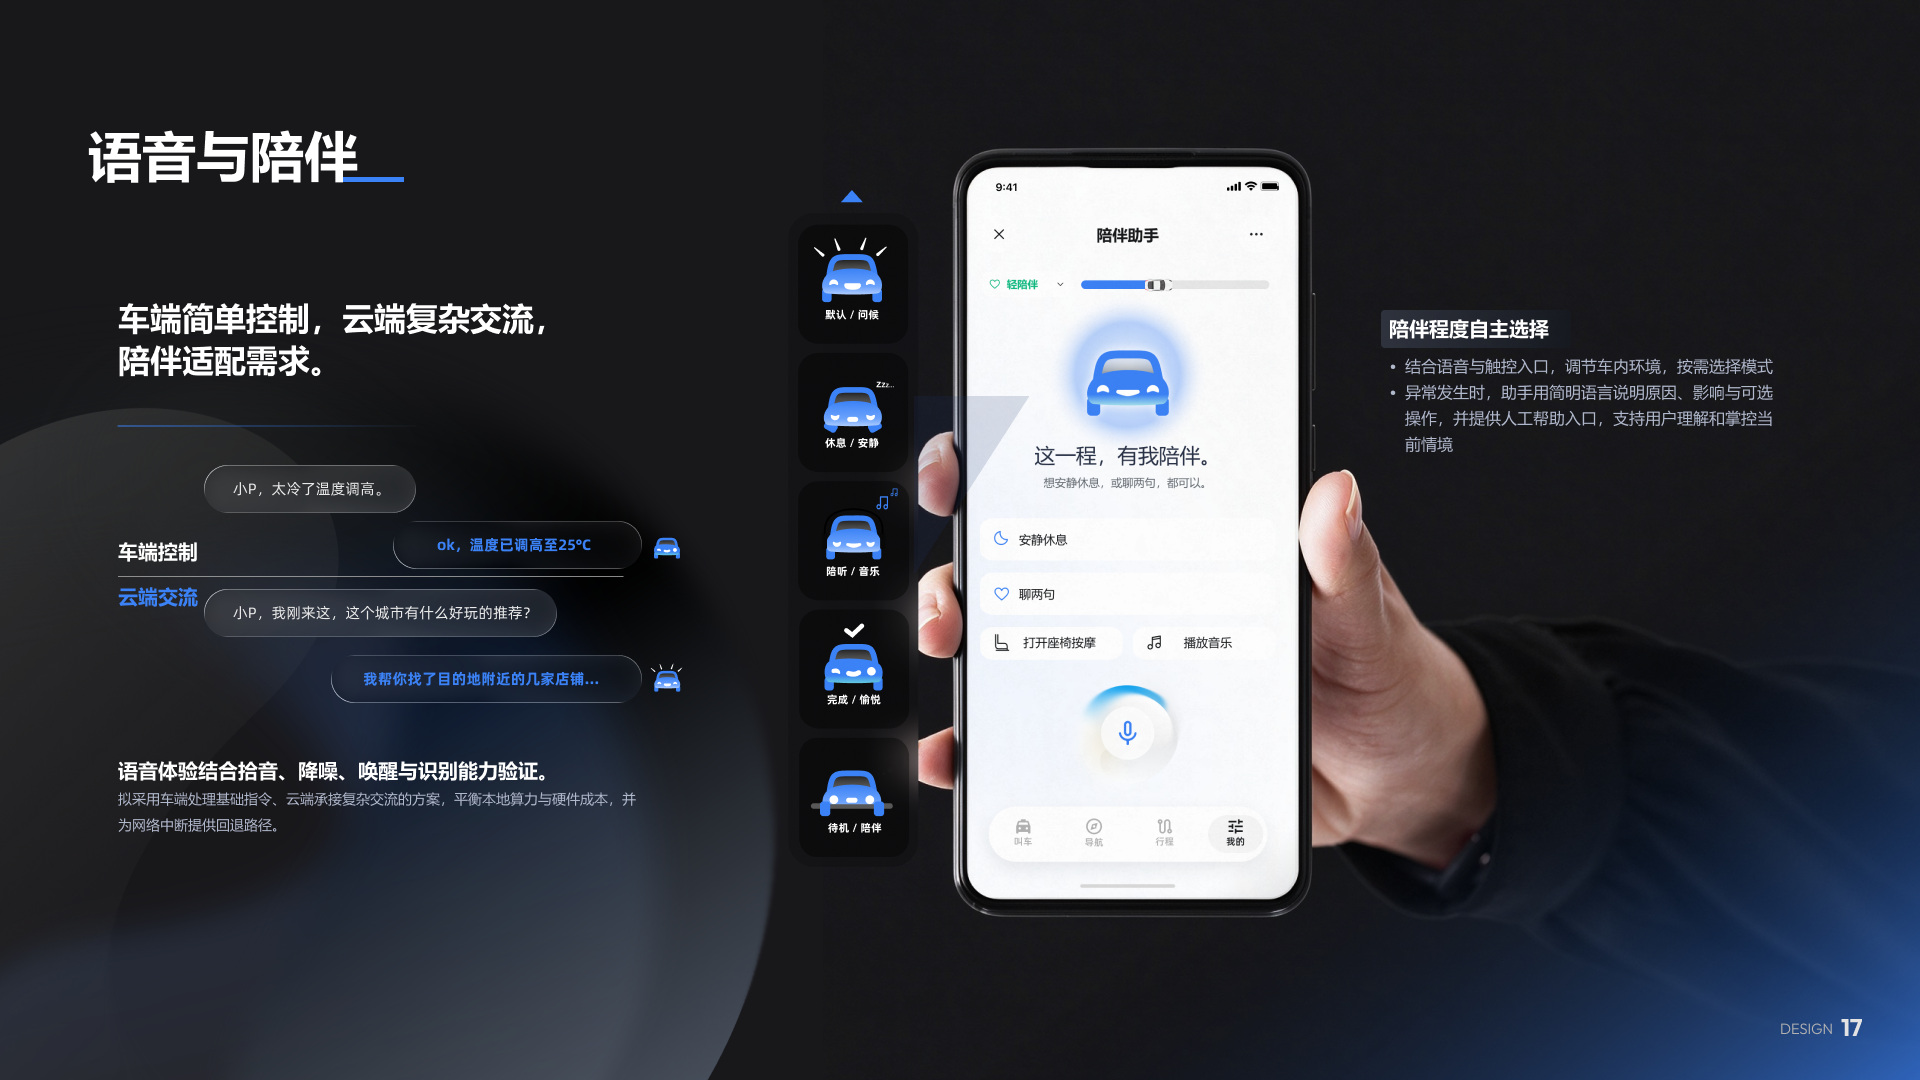 语音与陪伴
车端简单控制，云端复杂交流，
陪伴适配需求。
小P，太冷了温度调高。
ok，温度已调高至25°C
车端控制
云端交流
小P，我刚来这，这个城市有什么好玩的推荐？
我帮你找了目的地附近的几家店铺...
语音体验结合拾音、降噪、唤醒与识别能力验证。
拟采用车端处理基础指令、云端承接复杂交流的方案，平衡本地算力与硬件成本，并
为网络中断提供回退路径。
默认 / 问候
zzz...
休息 / 安静
陪听 / 音乐
完成 / 愉悦
待机 / 陪伴
9:41
陪伴助手
轻陪伴
这一程，有我陪伴。
想安静休息，或聊两句，都可以。
安静休息
聊两句
打开座椅按摩
播放音乐
叫车
导航
行程
我的
陪伴程度自主选择
• 结合语音与触控入口，调节车内环境，按需选择模式
• 异常发生时，助手用简明语言说明原因、影响与可选
操作，并提供人工帮助入口，支持用户理解和掌控当
前情境
DESIGN 17